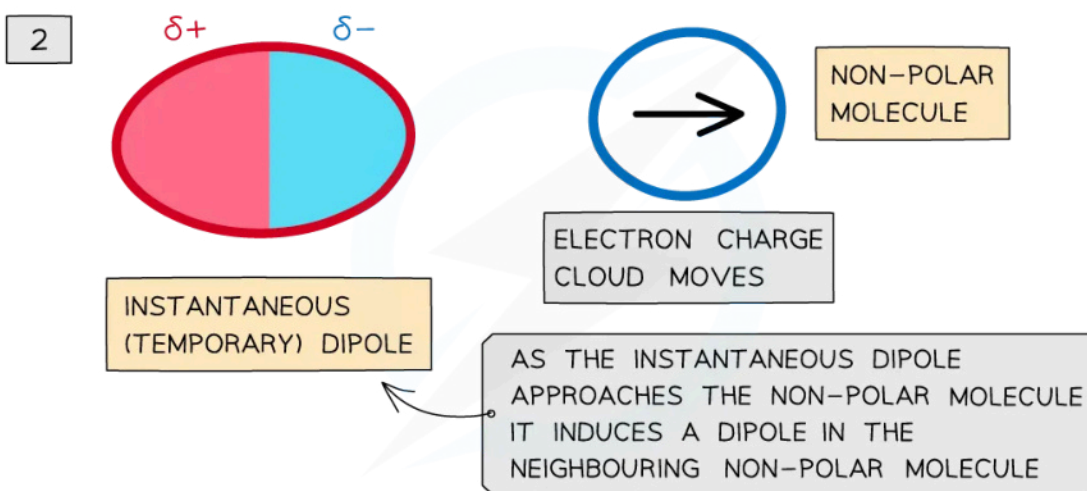 2
δ+ δ−
NON−POLAR
MOLECULE
ELECTRON CHARGE
CLOUD MOVES
INSTANTANEOUS
(TEMPORARY) DIPOLE
AS THE INSTANTANEOUS DIPOLE
APPROACHES THE NON−POLAR MOLECULE
IT INDUCES A DIPOLE IN THE
NEIGHBOURING NON−POLAR MOLECULE